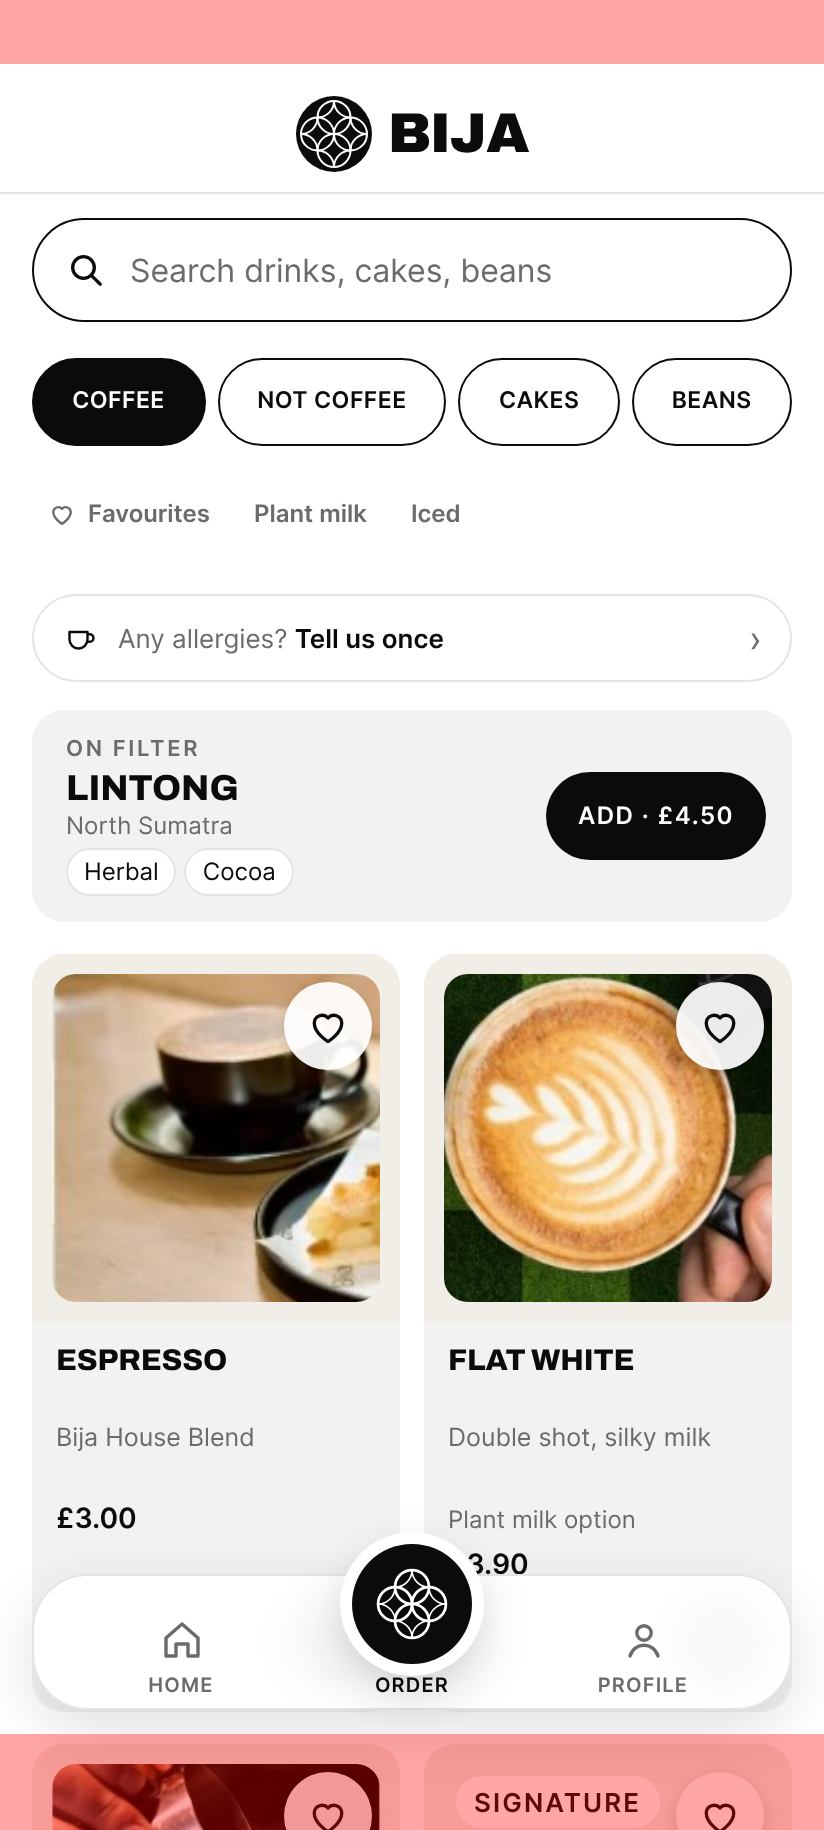 BIJA
Search drinks, cakes, beans
COFFEE
NOT COFFEE
CAKES
BEANS
Favourites
Plant milk
Iced
Any allergies? Tell us once
ON FILTER
LINTONG
North Sumatra
Herbal
Cocoa
ADD · £4.50
ESPRESSO
Bija House Blend
£3.00
FLAT WHITE
Double shot, silky milk
Plant milk option
3.90
HOME
ORDER
PROFILE
SIGNATURE